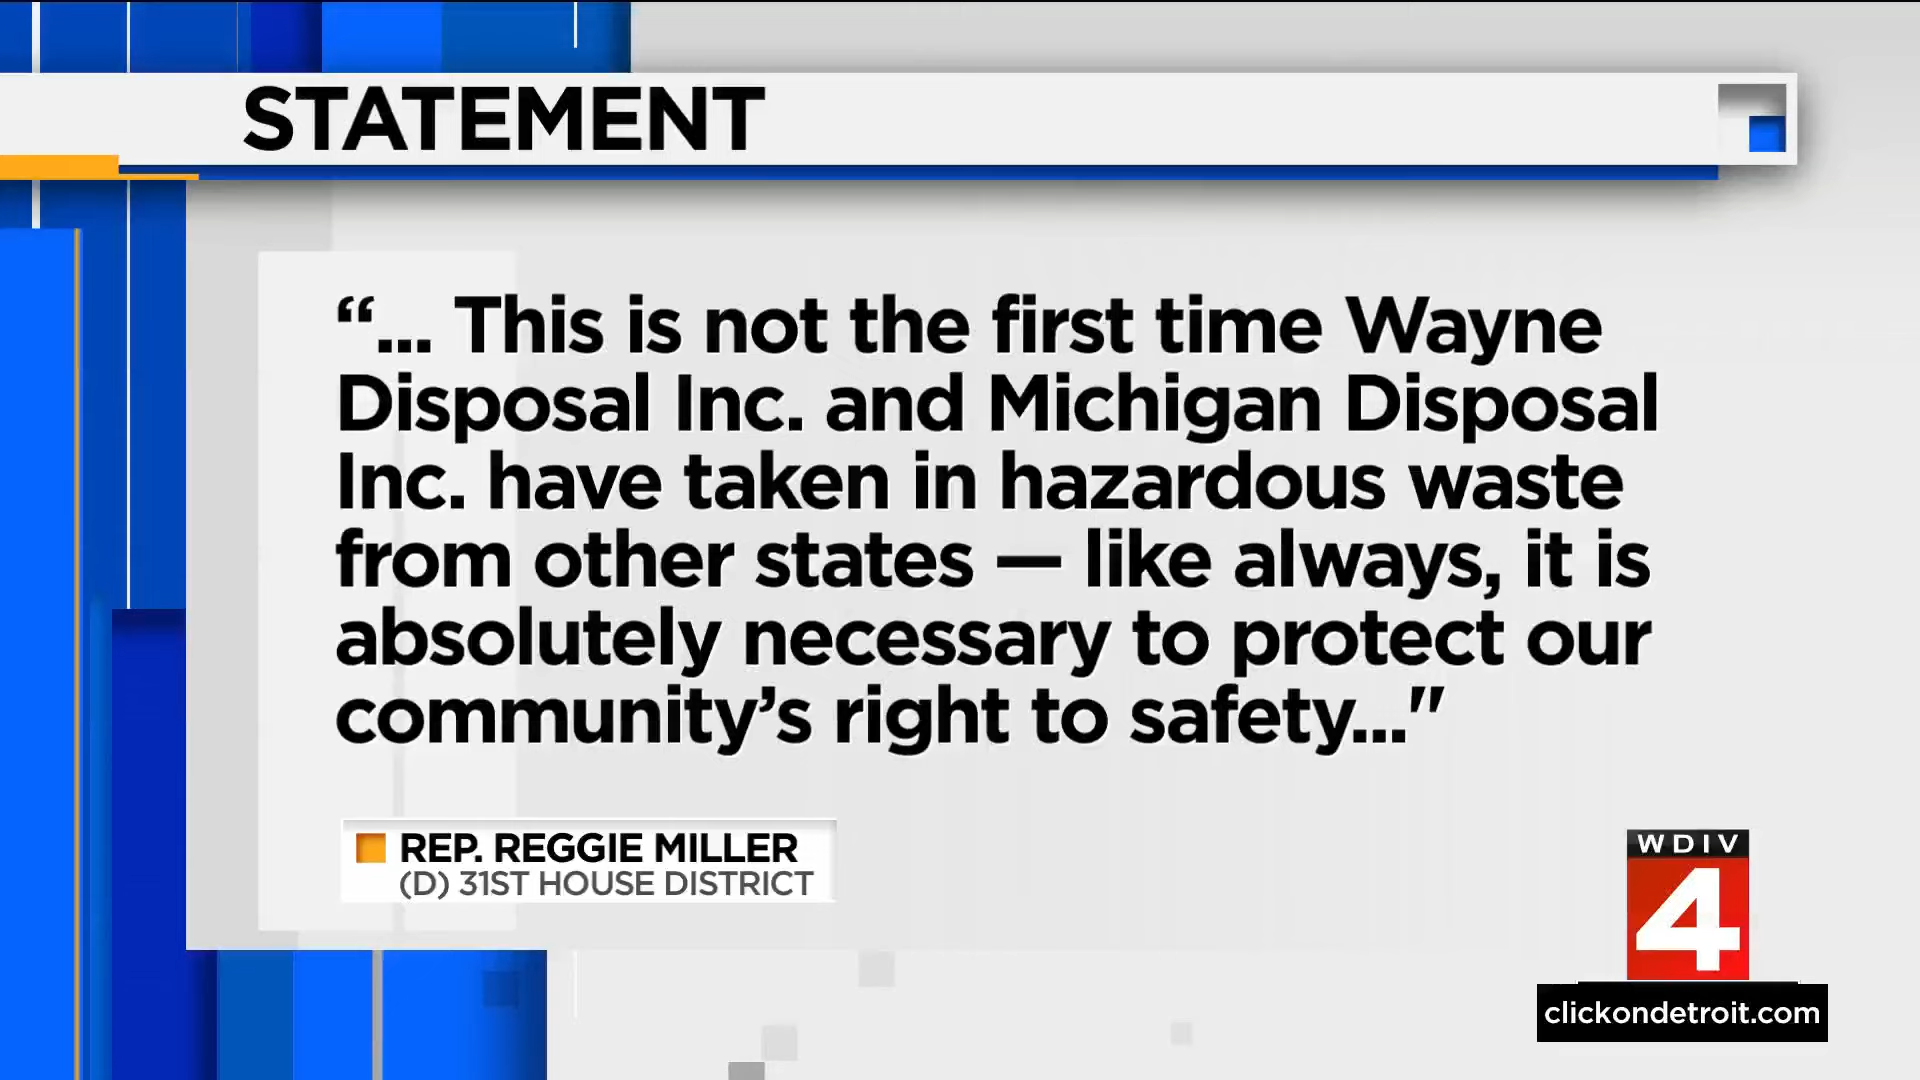 STATEMENT
“... This is not the first time Wayne
Disposal Inc. and Michigan Disposal
Inc. have taken in hazardous waste
from other states — like always, it is
absolutely necessary to protect our
community’s right to safety..."
REP. REGGIE MILLER
(D) 31ST HOUSE DISTRICT
WDIV
4
clickondetroit.com